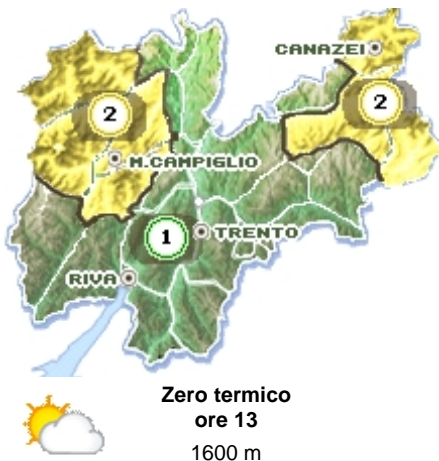 CANAZEI
2
2
M.CAMPIGLIO
1
TRENTO
RIVA
Zero termico
ore 13
1600 m